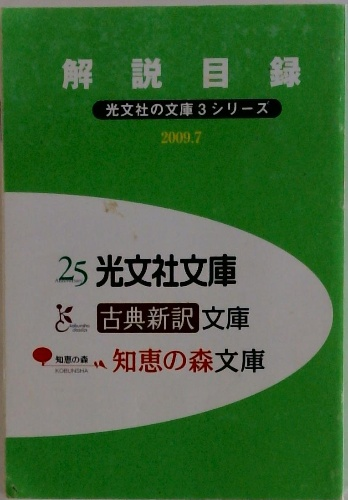 解説目録
光文社の文庫3シリーズ
2009.7
25 光文社文庫
古典新訳文庫
知恵の森 知恵の森文庫
KOBUNSHA